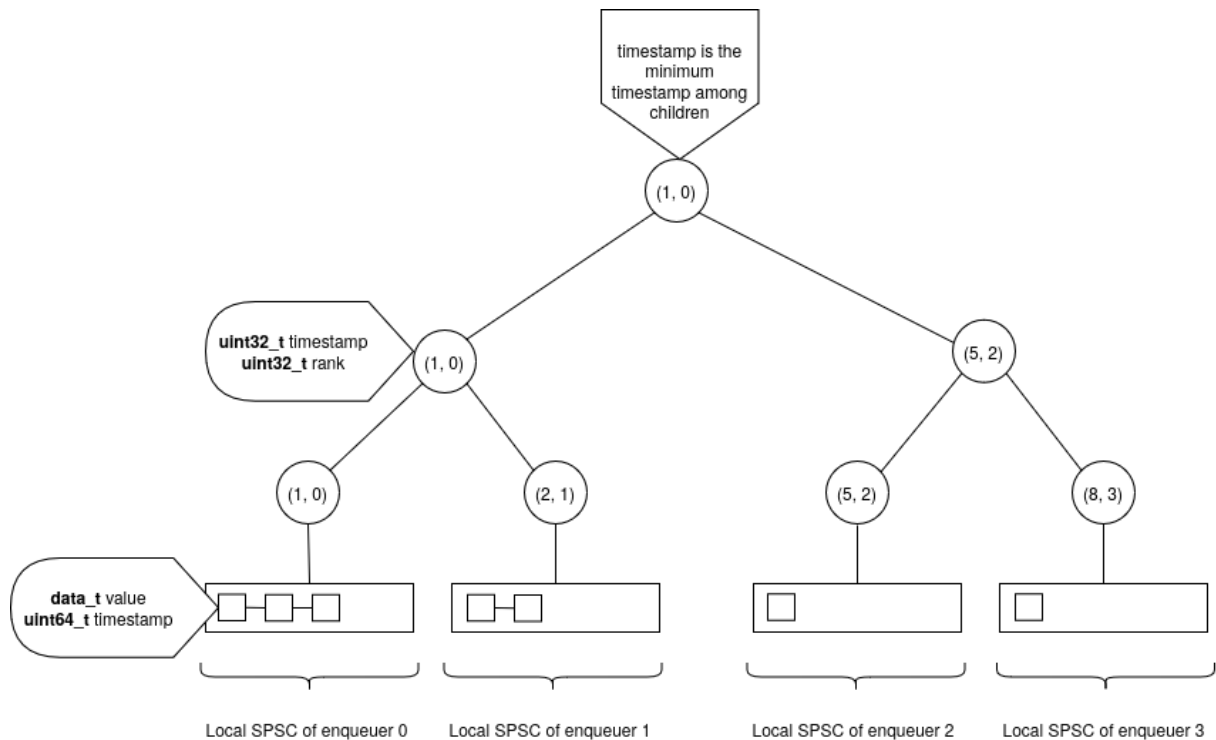 timestamp is the
minimum
timestamp among
children
(1, 0)
uint32_t timestamp
uint32_t rank
(1, 0)
(5, 2)
(1, 0)
(2, 1)
(5, 2)
(8, 3)
data_t value
uint64_t timestamp
Local SPSC of enqueuer 0
Local SPSC of enqueuer 1
Local SPSC of enqueuer 2
Local SPSC of enqueuer 3